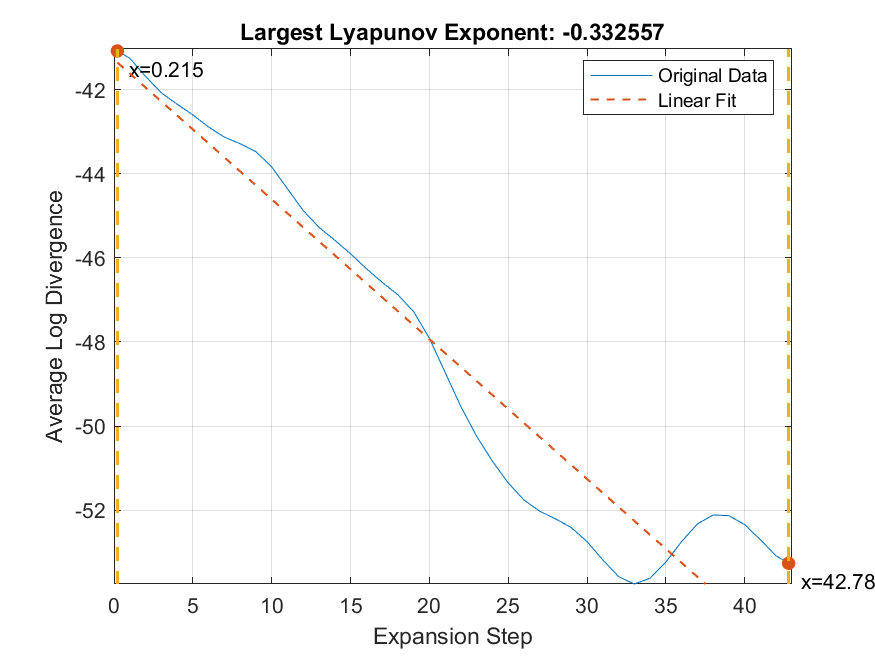 Largest Lyapunov Exponent: -0.332557
x=0.215
Original Data
Linear Fit
-42
-44
-46
-48
-50
-52
Average Log Divergence
x=42.78
0 5 10 15 20 25 30 35 40
Expansion Step